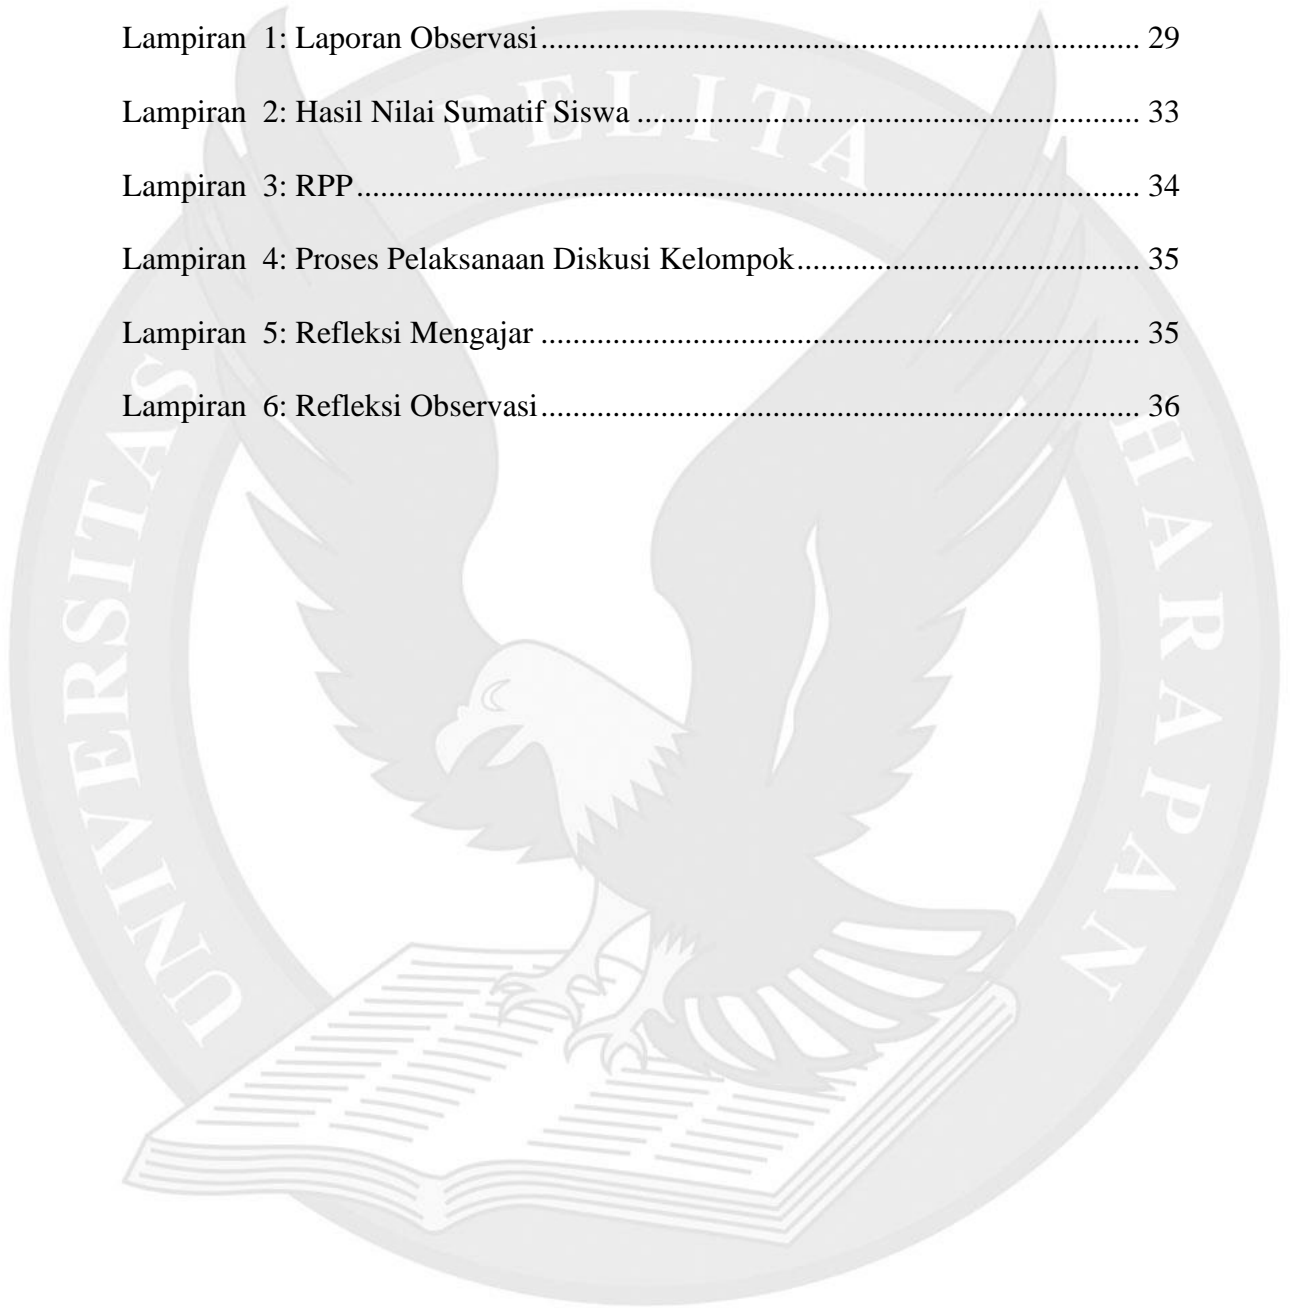 Lampiran  1: Laporan Observasi........................................................................... 29
Lampiran  2: Hasil Nilai Sumatif Siswa ............................................................... 33
Lampiran  3: RPP.................................................................................................. 34
Lampiran  4: Proses Pelaksanaan Diskusi Kelompok........................................... 35
Lampiran  5: Refleksi Mengajar ........................................................................... 35
Lampiran  6: Refleksi Observasi........................................................................... 36
UNIVERSITAS PELITA HARAPAN